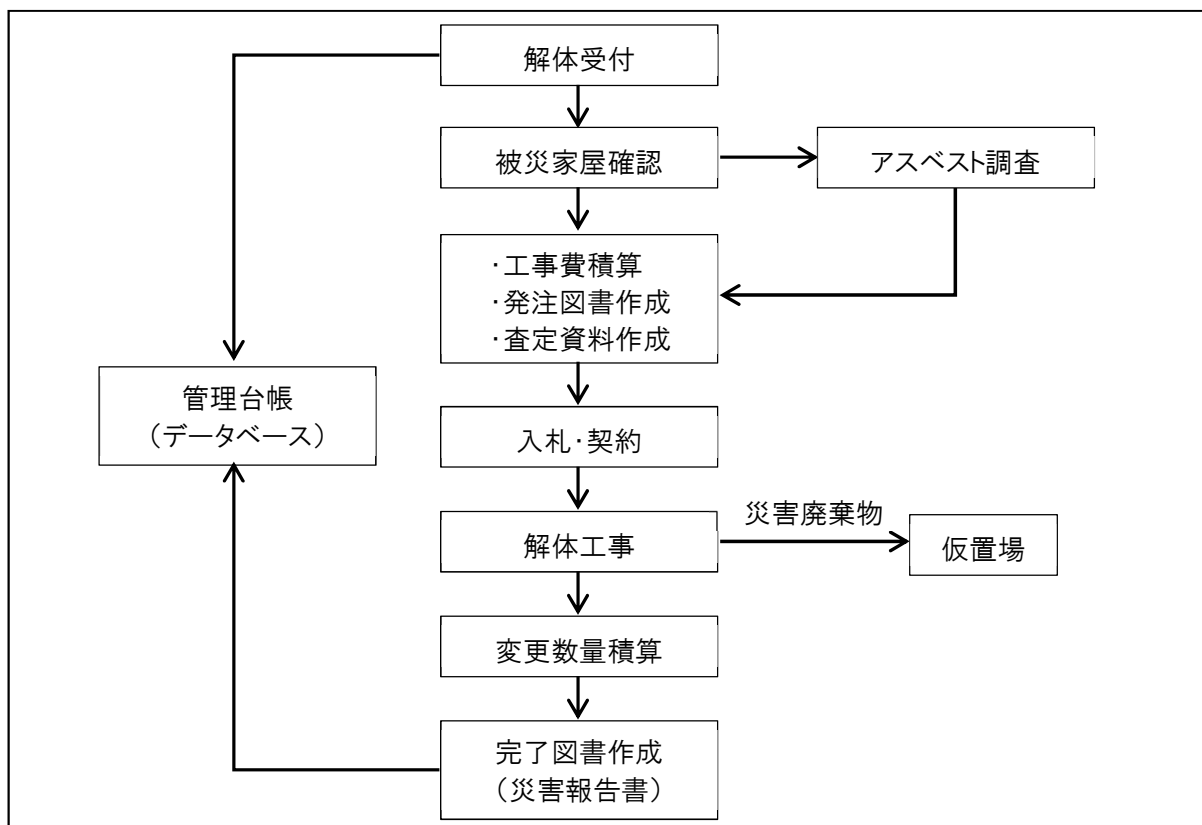 解体受付
被災家屋確認
アスベスト調査
・工事費積算
・発注図書作成
・査定資料作成
管理台帳
（データベース）
入札・契約
災害廃棄物
解体工事
仮置場
変更数量積算
完了図書作成
（災害報告書）